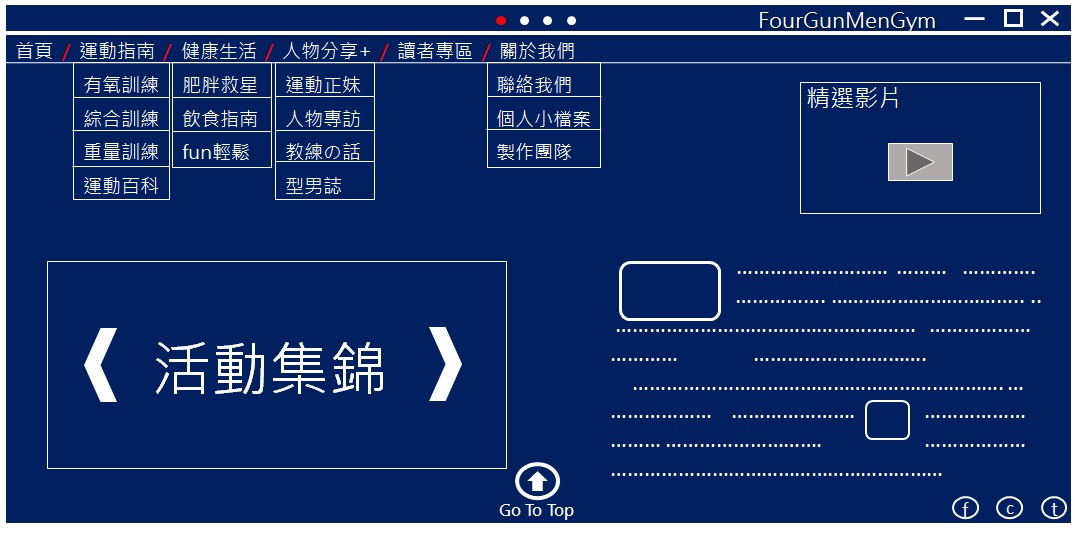 FourGunMenGym
首頁 / 運動指南 / 健康生活 / 人物分享+ / 讀者專區 / 關於我們
有氧訓練 肥胖救星 運動正妹 聯絡我們
綜合訓練 飲食指南 人物專訪 個人小檔案
重量訓練 fun輕鬆 教練の話 製作團隊
運動百科 型男誌
精選影片
活動集錦
Go To Top
f c t